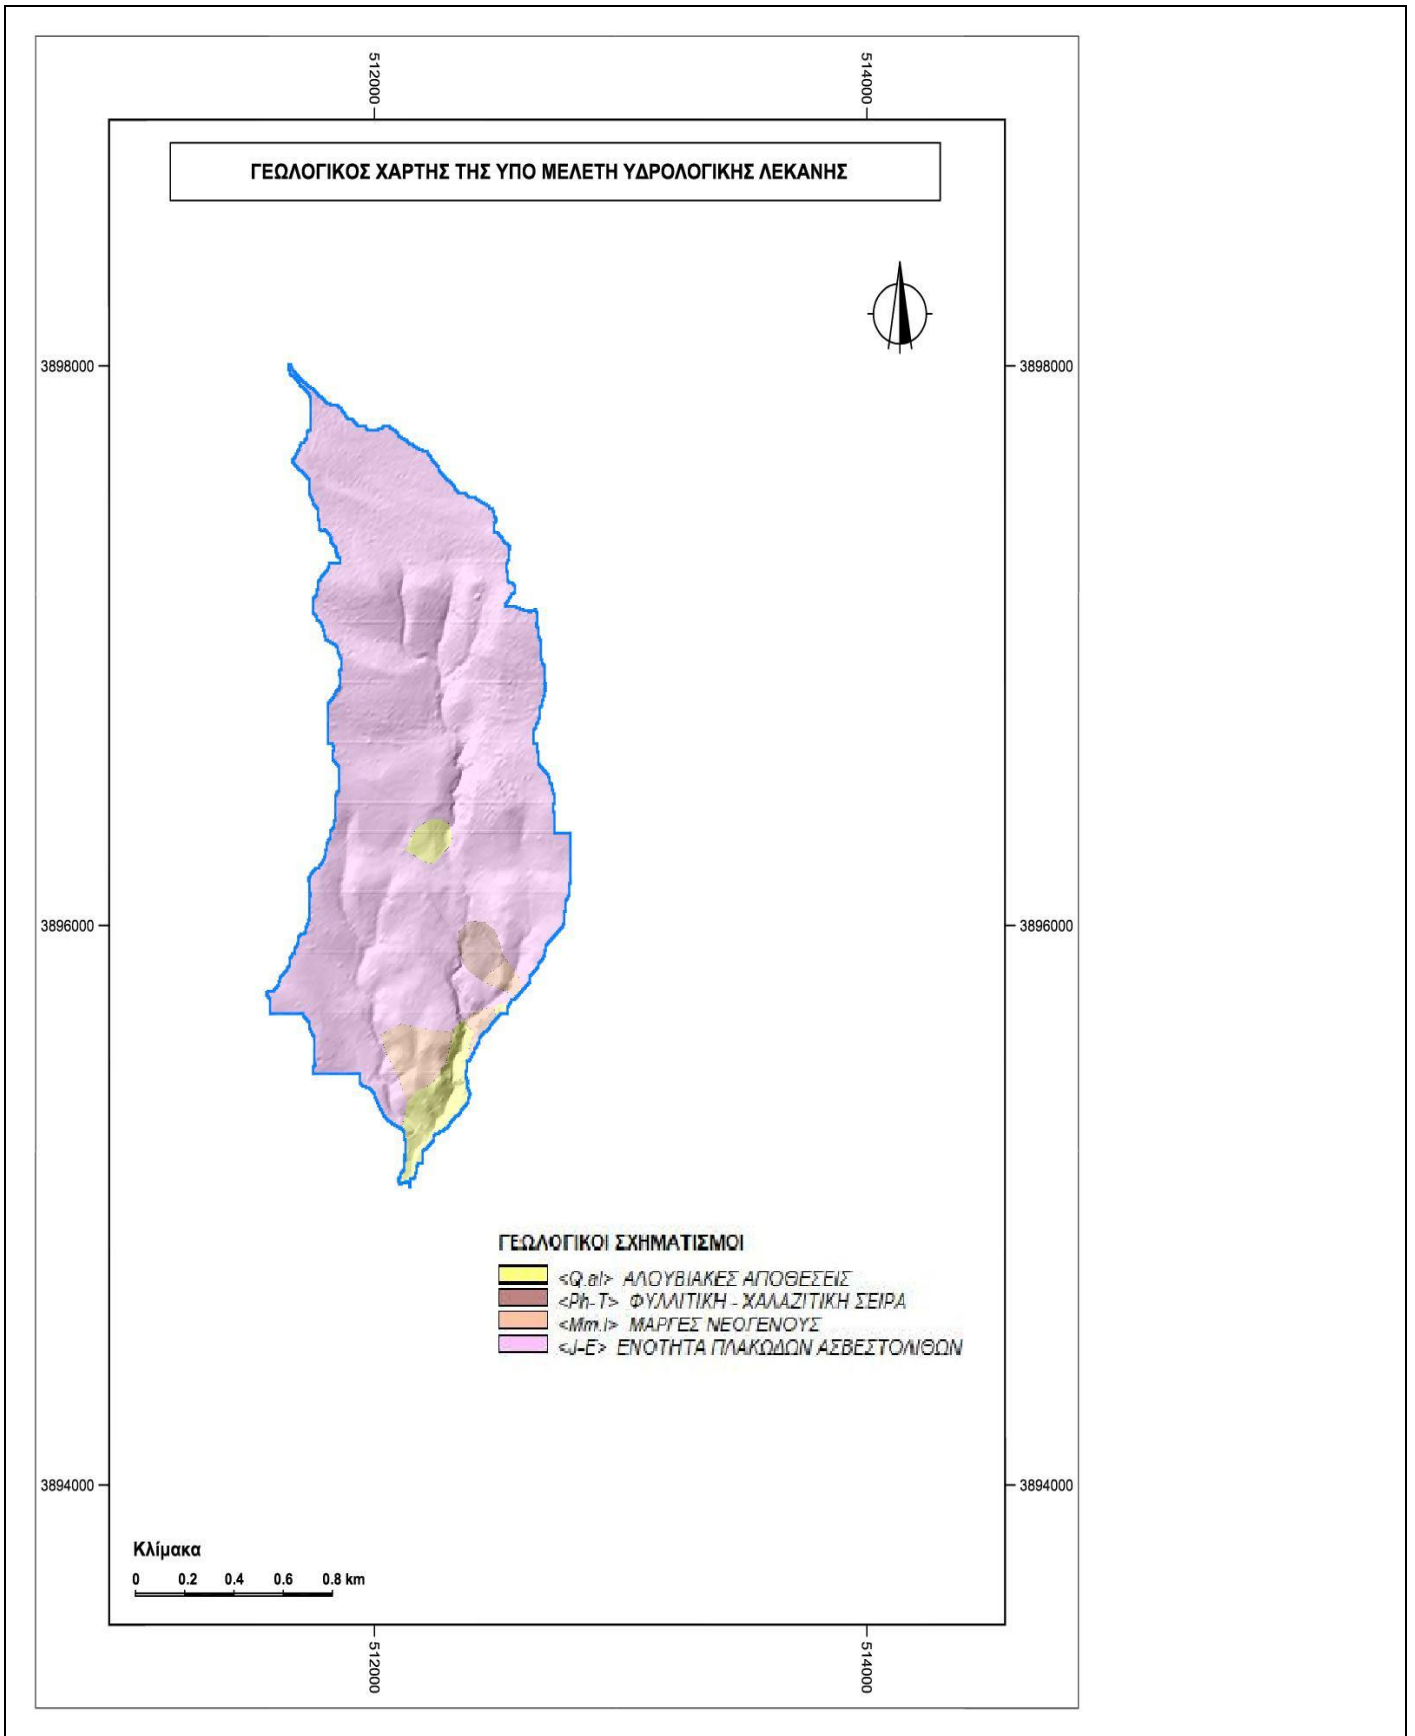 512000 514000
ΓΕΩΛΟΓΙΚΟΣ ΧΑΡΤΗΣ ΤΗΣ ΥΠΟ ΜΕΛΕΤΗ ΥΔΡΟΛΟΓΙΚΗΣ ΛΕΚΑΝΗΣ
3898000 3898000
3896000 3896000
ΓΕΩΛΟΓΙΚΟΙ ΣΧΗΜΑΤΙΣΜΟΙ
<Q.al> ΑΛΟΥΒΙΑΚΕΣ ΑΠΟΘΕΣΕΙΣ
<Ph-T> ΦΥΛΛΙΤΙΚΗ - ΧΑΛΑΖΙΤΙΚΗ ΣΕΙΡΑ
<Mm.l> ΜΑΡΓΕΣ ΝΕΟΓΕΝΟΥΣ
<J-E> ΕΝΟΤΗΤΑ ΠΛΑΚΩΔΩΝ ΑΣΒΕΣΤΟΛΙΘΩΝ
3894000 3894000
Κλίμακα
0 0.2 0.4 0.6 0.8 km
512000 514000